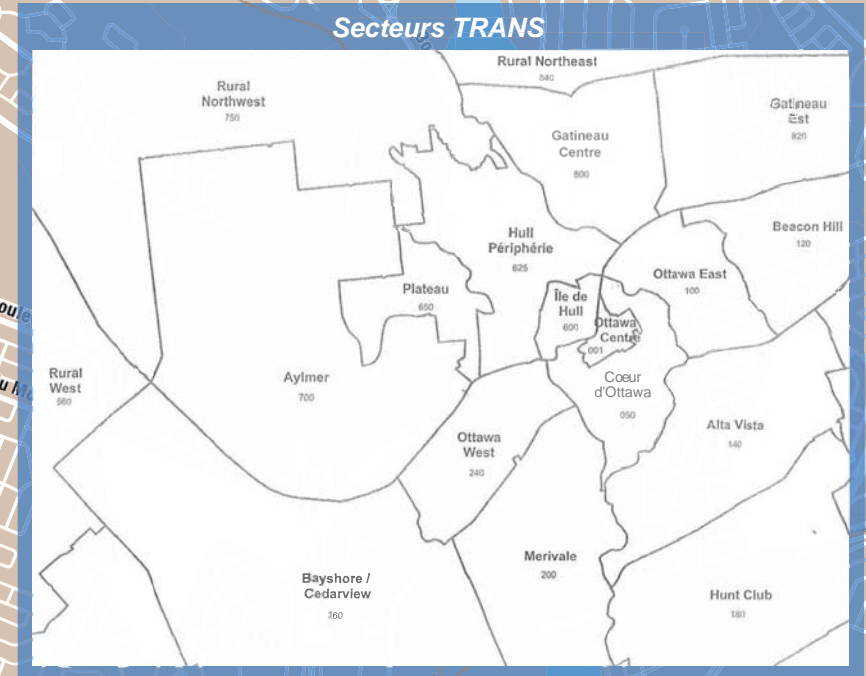 Secteurs TRANS
Rural Northeast
840
Rural
Northwest
750
Gatineau
Est
820
Gatineau
Centre
800
Beacon Hill
120
Hull
Périphérie
625
Ottawa East
100
Plateau
650
Île de
Hull
600
Ottawa
Centre
001
Rural
West
560
Aylmer
700
Cœur
d'Ottawa
050
Alta Vista
140
Ottawa
West
240
Merivale
200
Bayshore /
Cedarview
260
Hunt Club
180